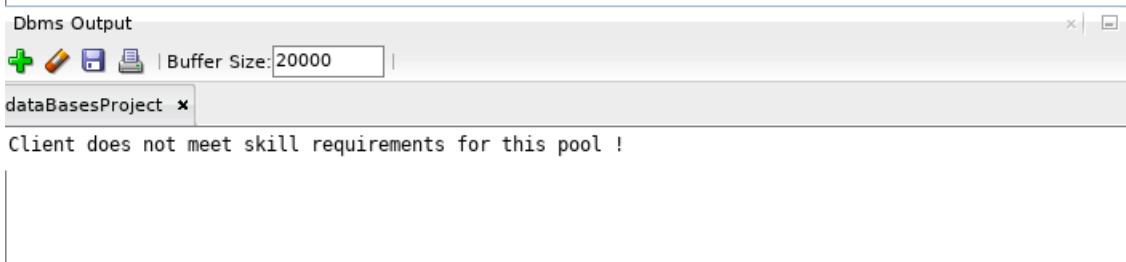 Dbms Output
Buffer Size: 20000
dataBasesProject
Client does not meet skill requirements for this pool !